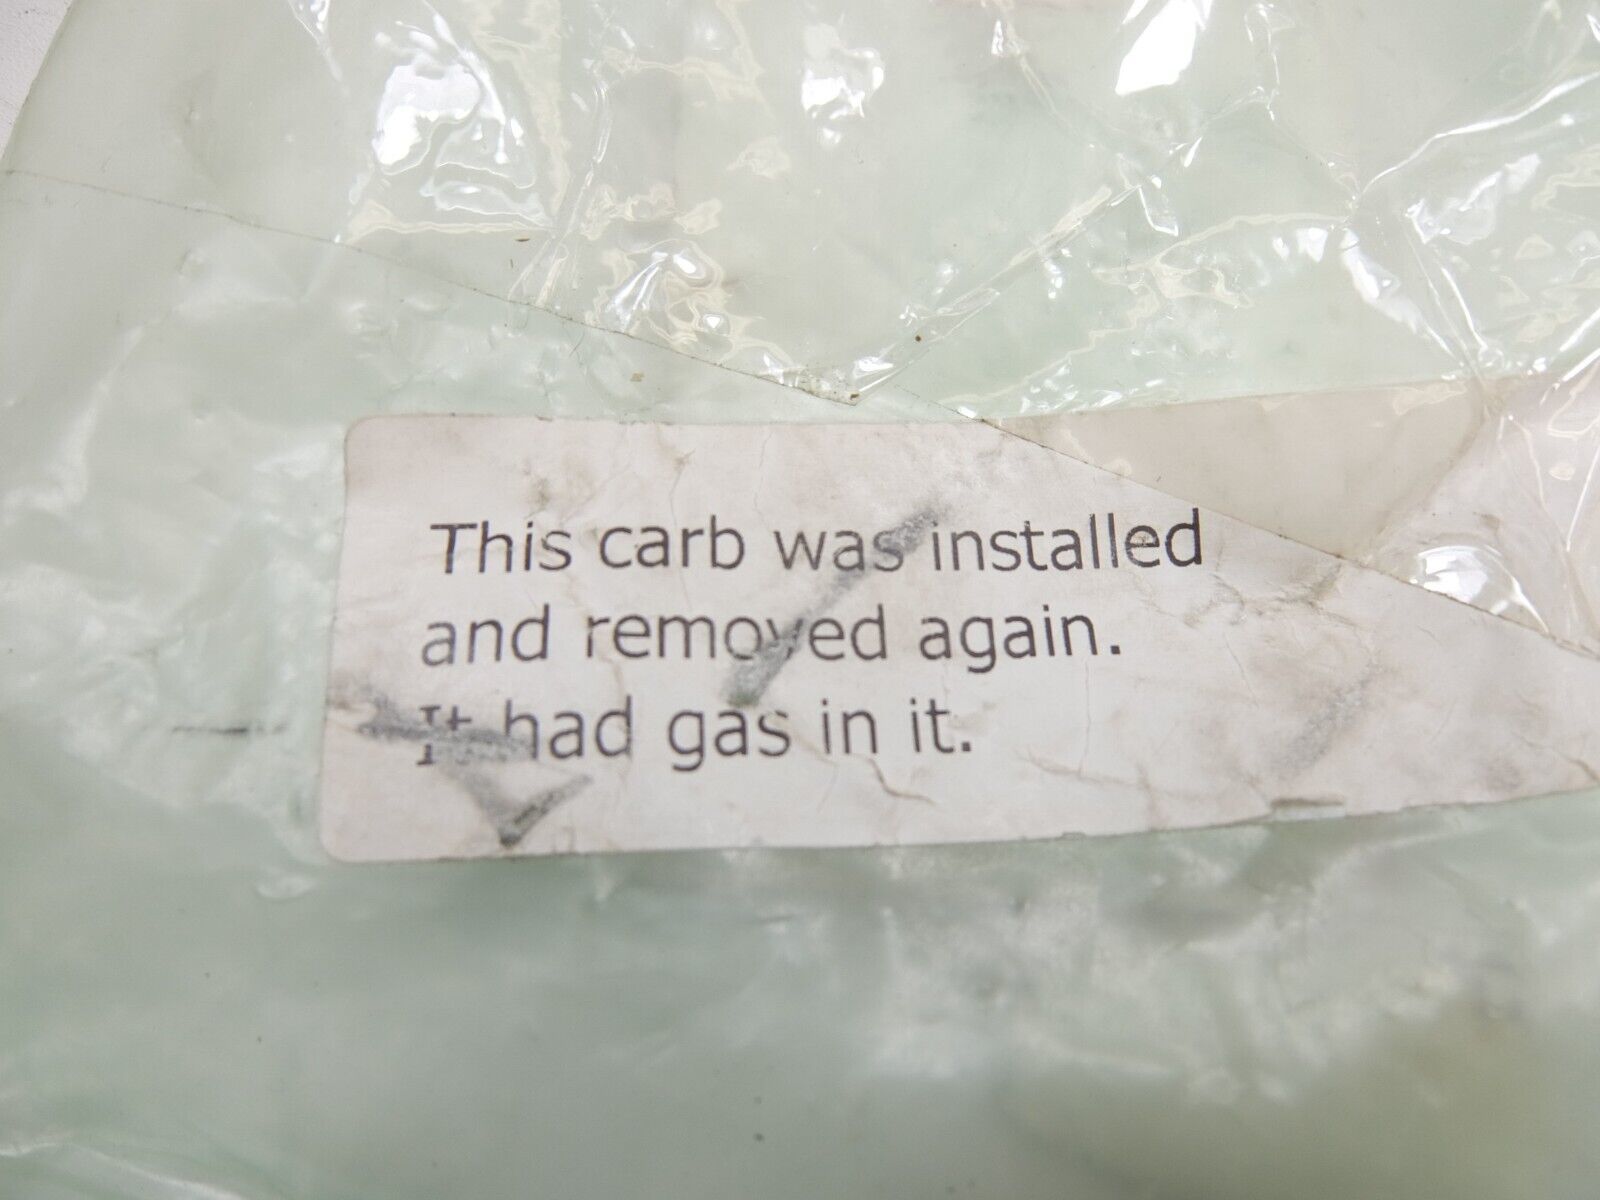 This carb was installed
and removed again.
It had gas in it.